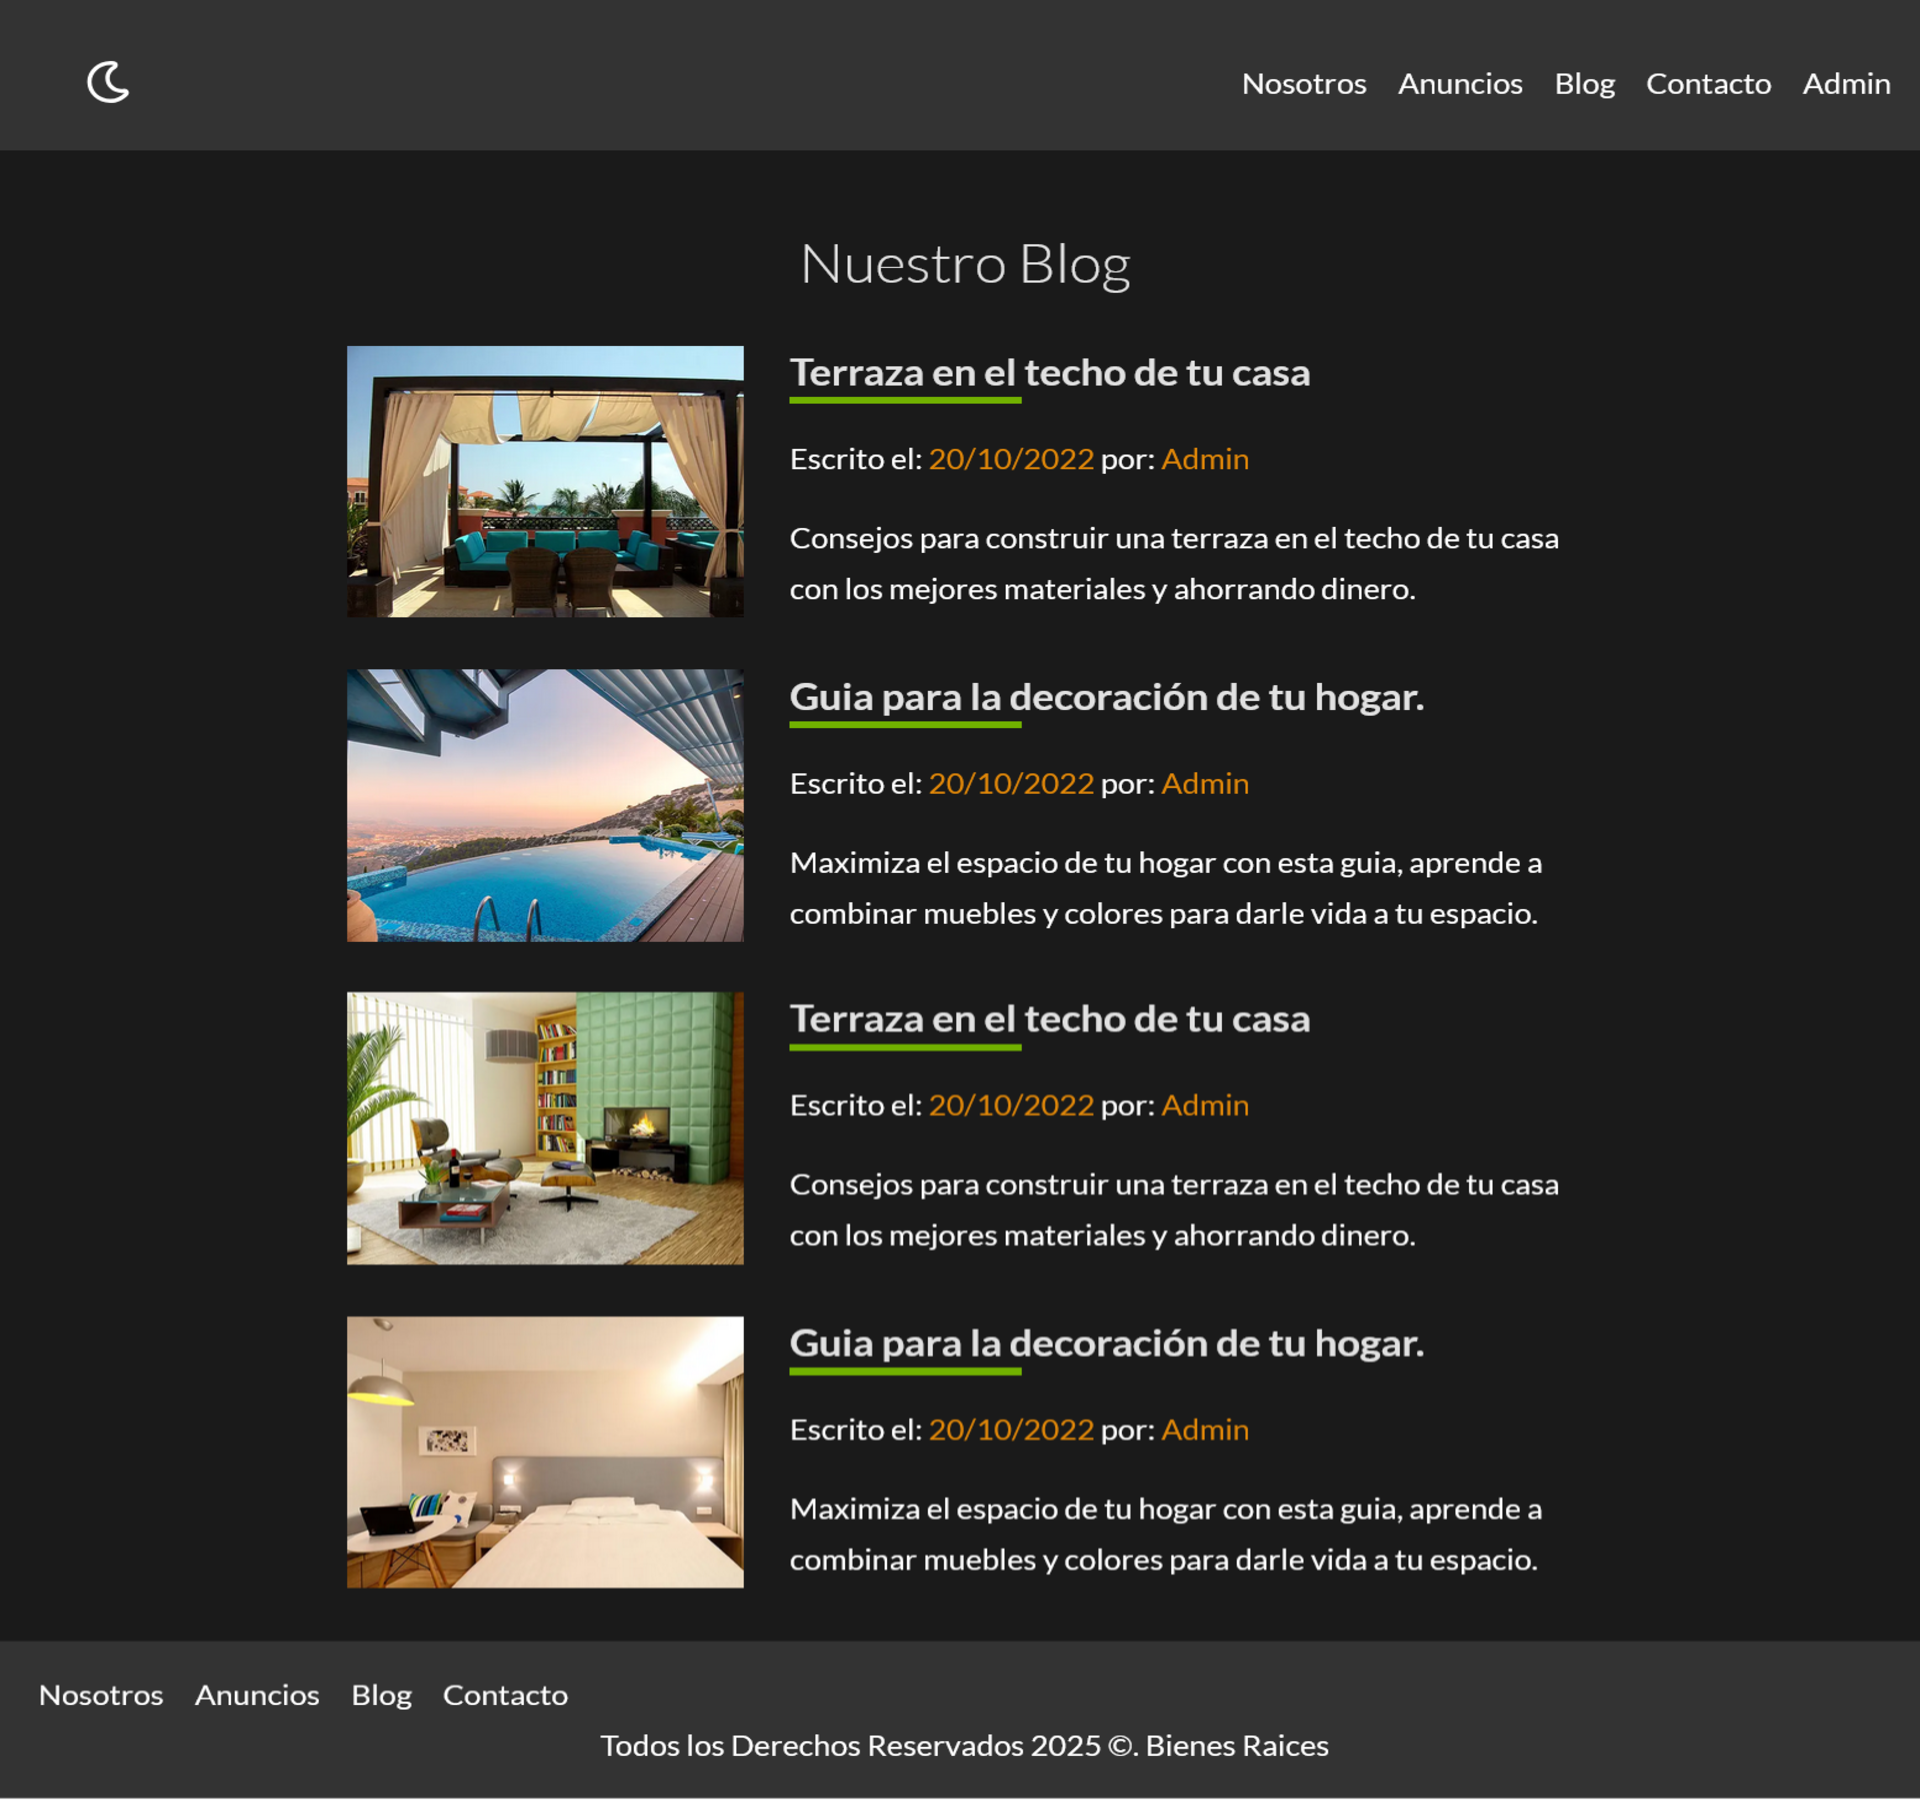 Nosotros Anuncios Blog Contacto Admin
Nuestro Blog
Terraza en el techo de tu casa
Escrito el: 20/10/2022 por: Admin
Consejos para construir una terraza en el techo de tu casa
con los mejores materiales y ahorrando dinero.
Guia para la decoración de tu hogar.
Escrito el: 20/10/2022 por: Admin
Maximiza el espacio de tu hogar con esta guia, aprende a
combinar muebles y colores para darle vida a tu espacio.
Terraza en el techo de tu casa
Escrito el: 20/10/2022 por: Admin
Consejos para construir una terraza en el techo de tu casa
con los mejores materiales y ahorrando dinero.
Guia para la decoración de tu hogar.
Escrito el: 20/10/2022 por: Admin
Maximiza el espacio de tu hogar con esta guia, aprende a
combinar muebles y colores para darle vida a tu espacio.
Nosotros Anuncios Blog Contacto
Todos los Derechos Reservados 2025 ©. Bienes Raices